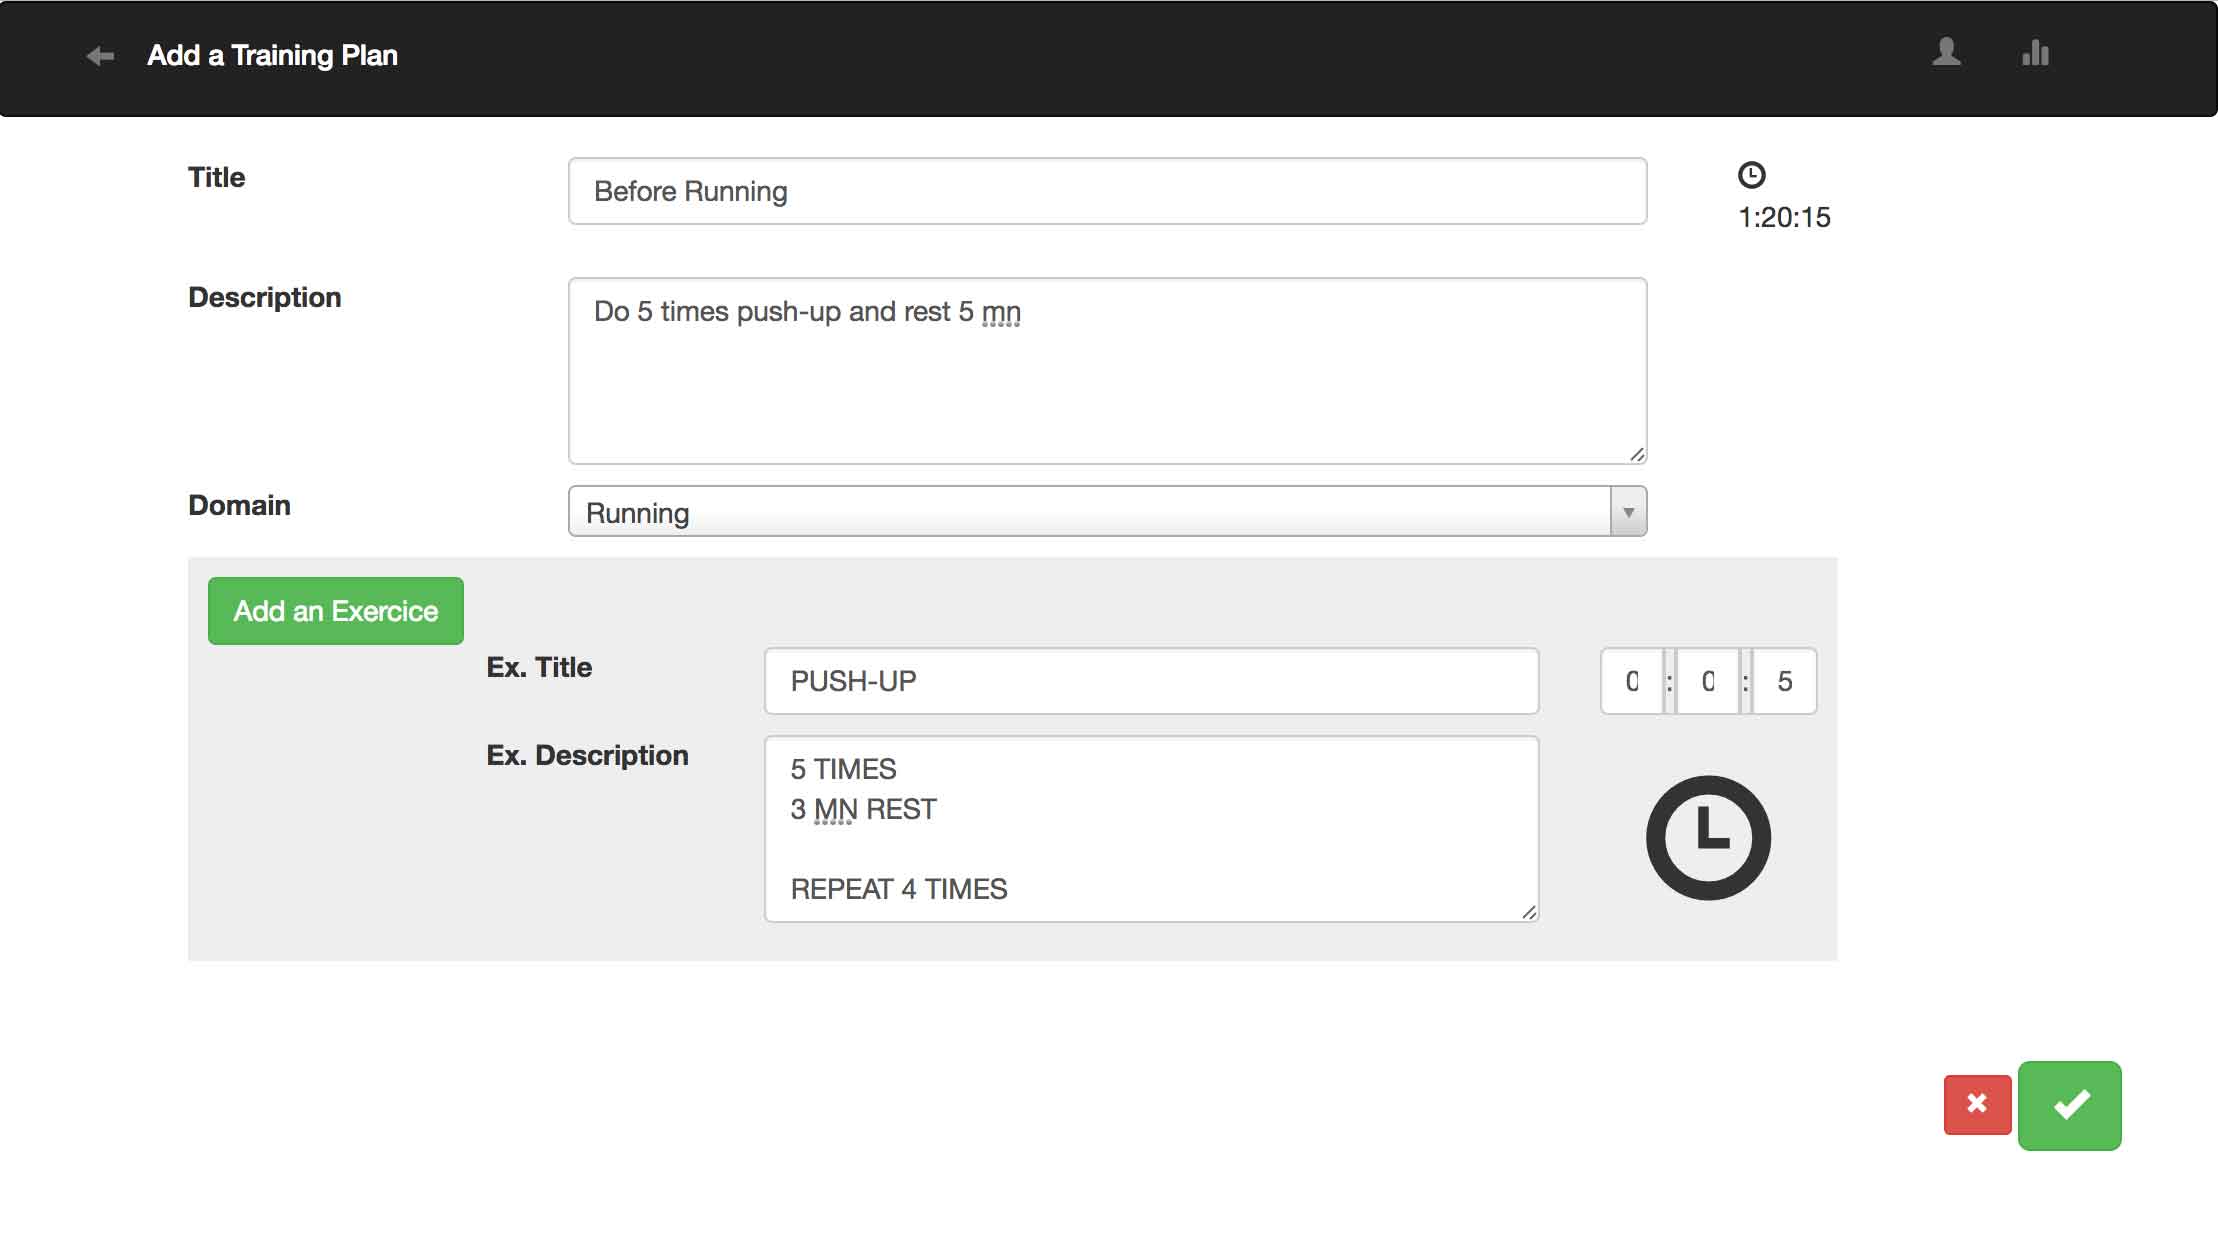 Add a Training Plan
Title
Before Running
1:20:15
Description
Do 5 times push-up and rest 5 mn
Domain
Running
Add an Exercice
Ex. Title
PUSH-UP
0 : 0 : 5
Ex. Description
5 TIMES
3 MN REST
REPEAT 4 TIMES